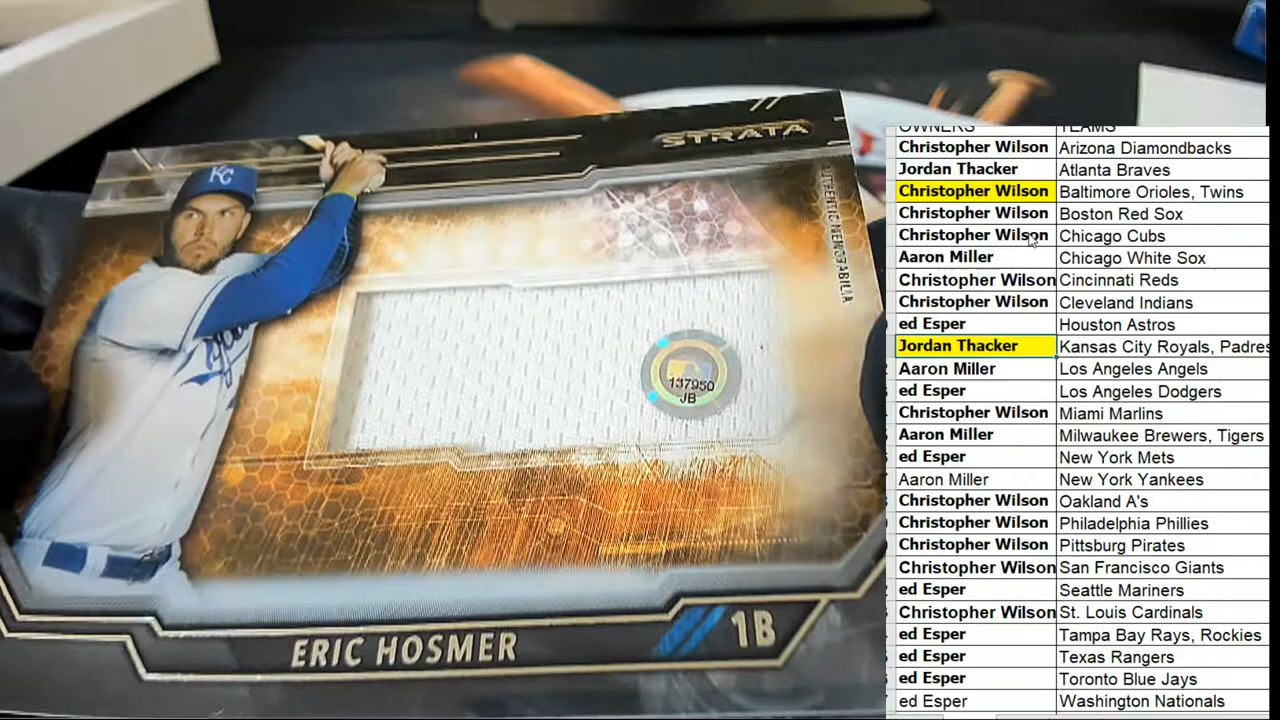 STRATA
AUTHENTIC MEMORABILIA
KC
137950
JB
ERIC HOSMER
1B
OWNERS TEAMS
Christopher Wilson Arizona Diamondbacks
Jordan Thacker Atlanta Braves
Christopher Wilson Baltimore Orioles, Twins
Christopher Wilson Boston Red Sox
Christopher Wilson Chicago Cubs
Aaron Miller Chicago White Sox
Christopher Wilson Cincinnati Reds
Christopher Wilson Cleveland Indians
ed Esper Houston Astros
Jordan Thacker Kansas City Royals, Padres
Aaron Miller Los Angeles Angels
ed Esper Los Angeles Dodgers
Christopher Wilson Miami Marlins
Aaron Miller Milwaukee Brewers, Tigers
ed Esper New York Mets
Aaron Miller New York Yankees
Christopher Wilson Oakland A's
Christopher Wilson Philadelphia Phillies
Christopher Wilson Pittsburg Pirates
Christopher Wilson San Francisco Giants
ed Esper Seattle Mariners
Christopher Wilson St. Louis Cardinals
ed Esper Tampa Bay Rays, Rockies
ed Esper Texas Rangers
ed Esper Toronto Blue Jays
ed Esper Washington Nationals